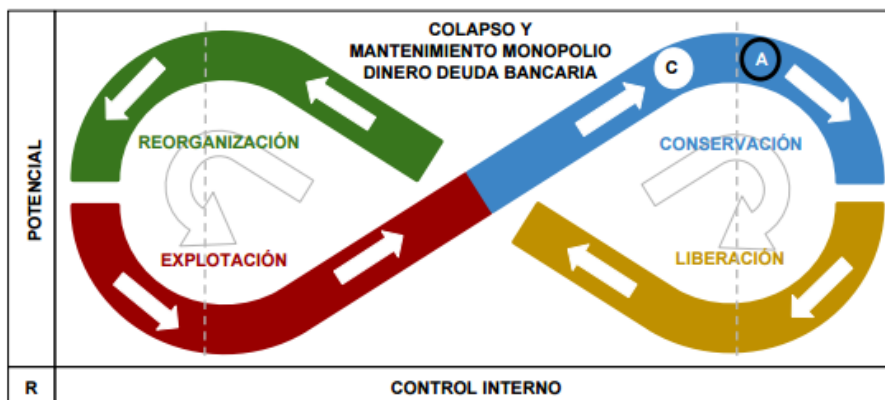 COLAPSO Y
MANTENIMIENTO MONOPOLIO
DINERO DEUDA BANCARIA
C
A
REORGANIZACIÓN
CONSERVACIÓN
POTENCIAL
EXPLOTACIÓN
LIBERACIÓN
R
CONTROL INTERNO